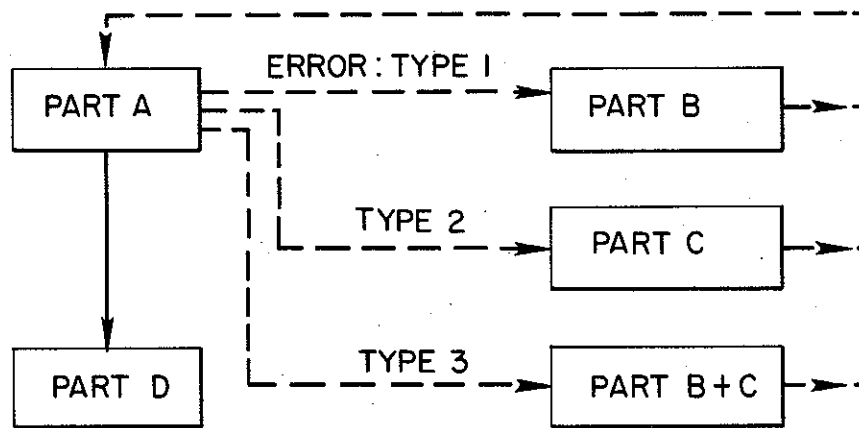 ERROR: TYPE 1
PART A
PART B
TYPE 2
PART C
TYPE 3
PART D
PART B+C